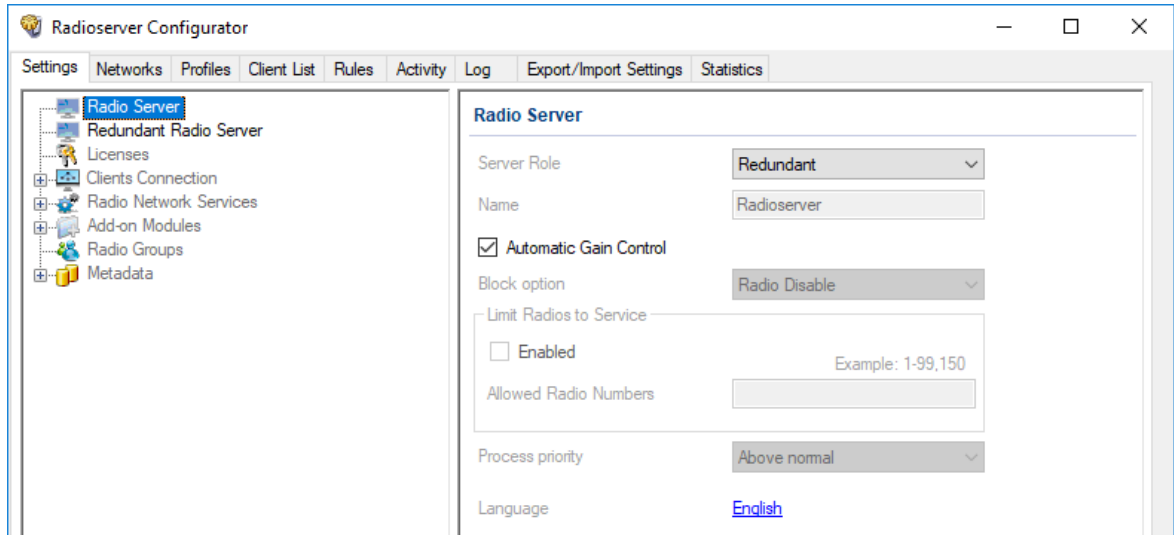 Radioserver Configurator
Settings Networks Profiles Client List Rules Activity Log Export/Import Settings Statistics
Radio Server
Redundant Radio Server
Licenses
Clients Connection
Radio Network Services
Add-on Modules
Radio Groups
Metadata
Radio Server
Server Role Redundant
Name Radioserver
Automatic Gain Control
Block option Radio Disable
Limit Radios to Service
Enabled
Example: 1-99,150
Allowed Radio Numbers
Process priority Above normal
Language English